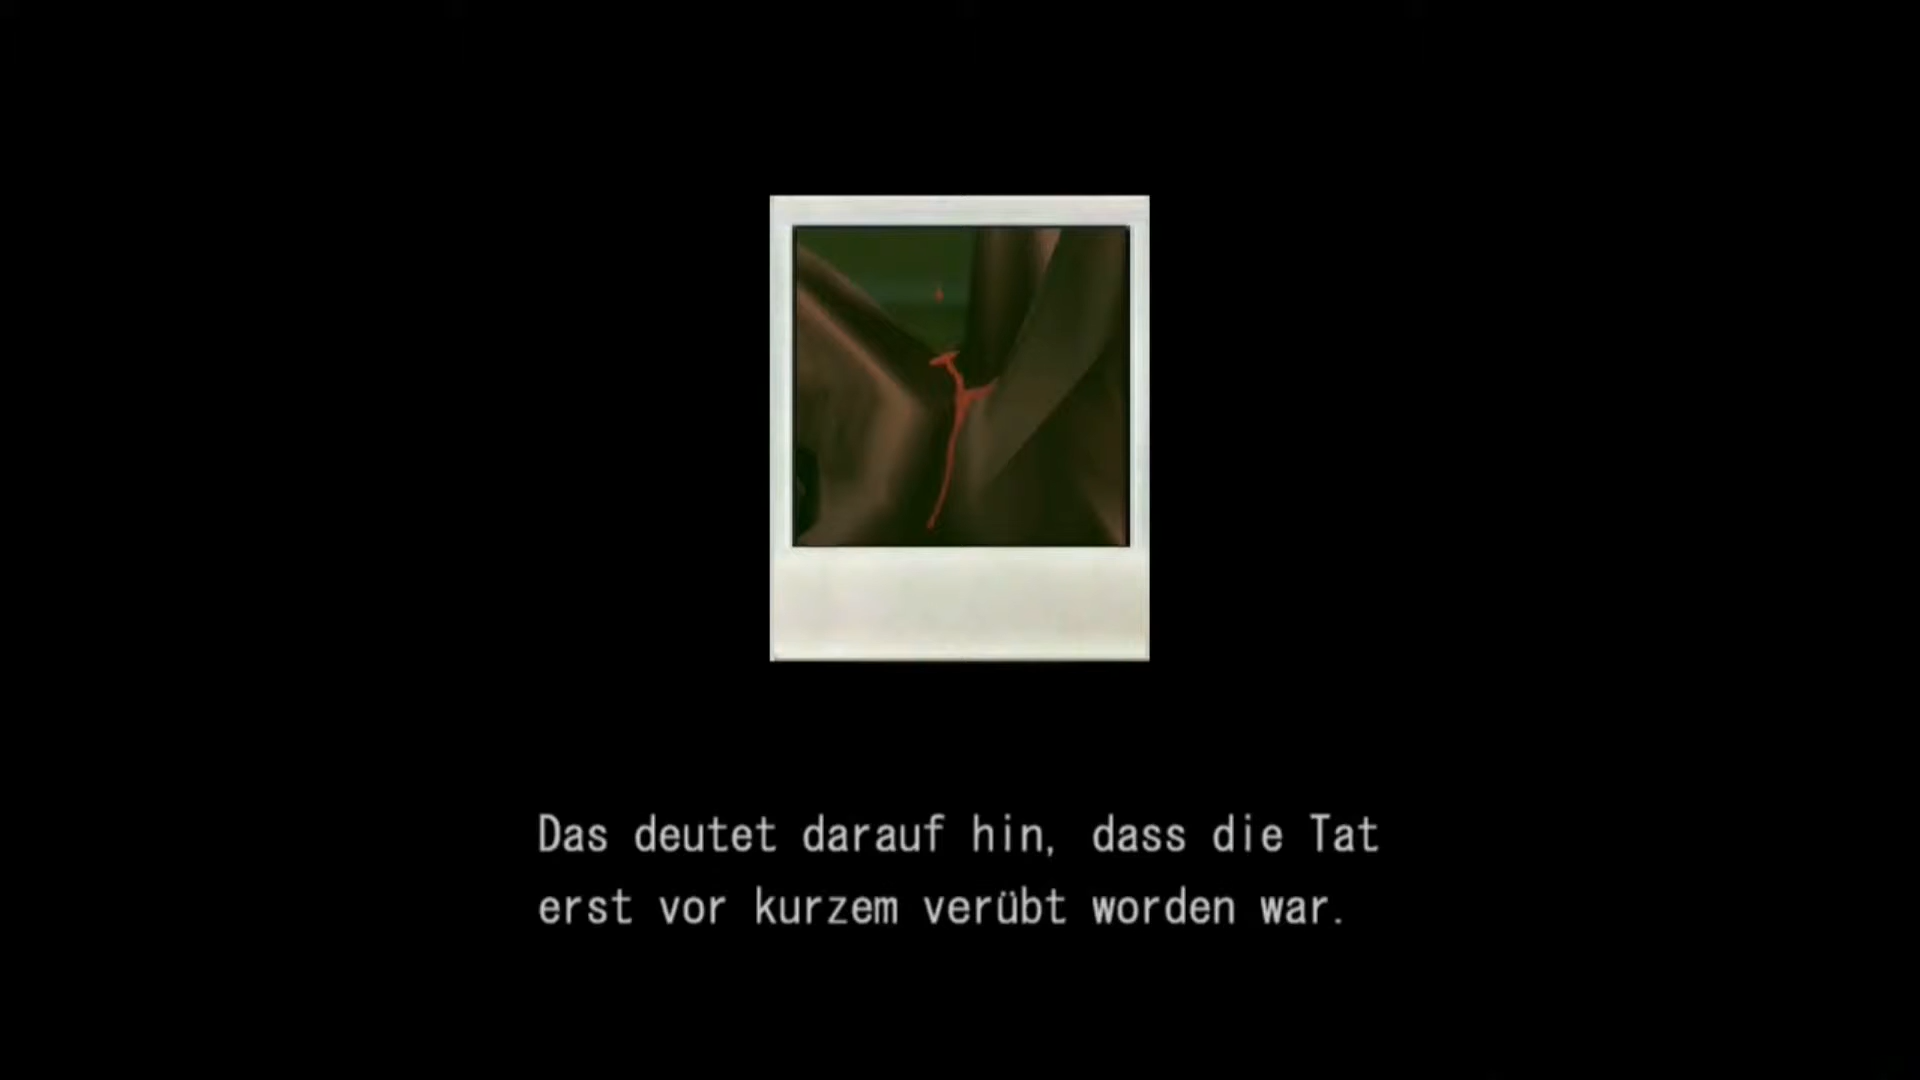 Das deutet darauf hin, dass die Tat
erst vor kurzem verübt worden war.